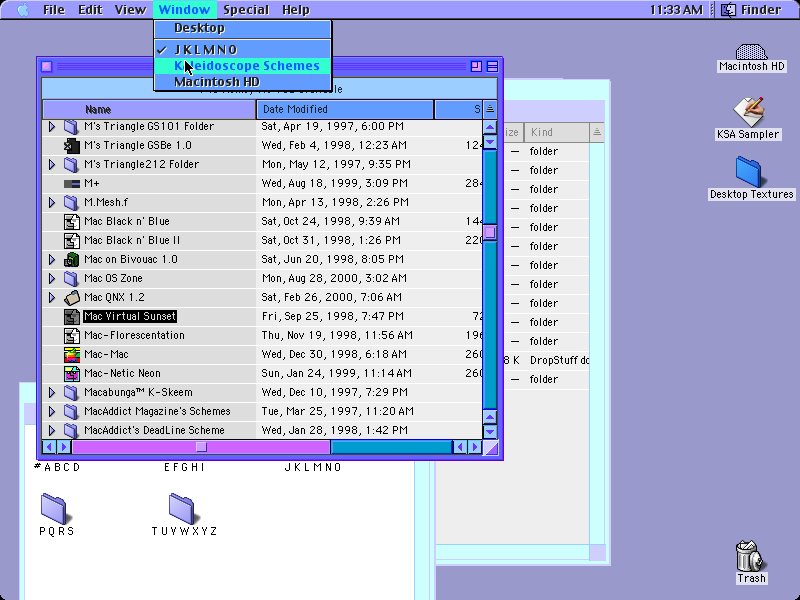 File Edit View Window Special Help 11:33 AM Finder
Desktop
✓ J K L M N O
Kaleidoscope Schemes
Macintosh HD
Name Date Modified S
M's Triangle GS101 Folder Sat, Apr 19, 1997, 6:00 PM
M's Triangle GSBe 1.0 Wed, Feb 4, 1998, 12:23 AM 124
M's Triangle212 Folder Mon, May 12, 1997, 9:35 PM
M+ Wed, Aug 18, 1999, 3:09 PM 284
M.Mesh.f Mon, Apr 13, 1998, 2:26 PM
Mac Black n' Blue Sat, Oct 24, 1998, 9:39 AM 144
Mac Black n' Blue II Sat, Oct 31, 1998, 1:26 PM 220
Mac on Bivouac 1.0 Sat, Jun 20, 1998, 8:05 PM
Mac OS Zone Mon, Aug 28, 2000, 3:02 AM
Mac QNX 1.2 Sat, Feb 26, 2000, 7:06 AM
Mac Virtual Sunset Fri, Sep 25, 1998, 7:47 PM 72
Mac-Florescentation Thu, Nov 19, 1998, 11:56 AM 196
Mac-Mac Wed, Dec 30, 1998, 6:18 AM 260
Mac-Netic Neon Sun, Jan 24, 1999, 11:14 AM 260
Macabunga™ K-Skeem Wed, Dec 10, 1997, 7:29 PM
MacAddict Magazine's Schemes Tue, Mar 25, 1997, 11:20 AM
MacAddict's DeadLine Scheme Wed, Jan 28, 1998, 1:42 PM
ize Kind
— folder
— folder
— folder
— folder
— folder
— folder
— folder
— folder
— folder
— folder
— folder
8 K DropStuff do
— folder
# A B C D E F G H I J K L M N O
P Q R S T U V W X Y Z
Macintosh HD
KSA Sampler
Desktop Textures
Trash